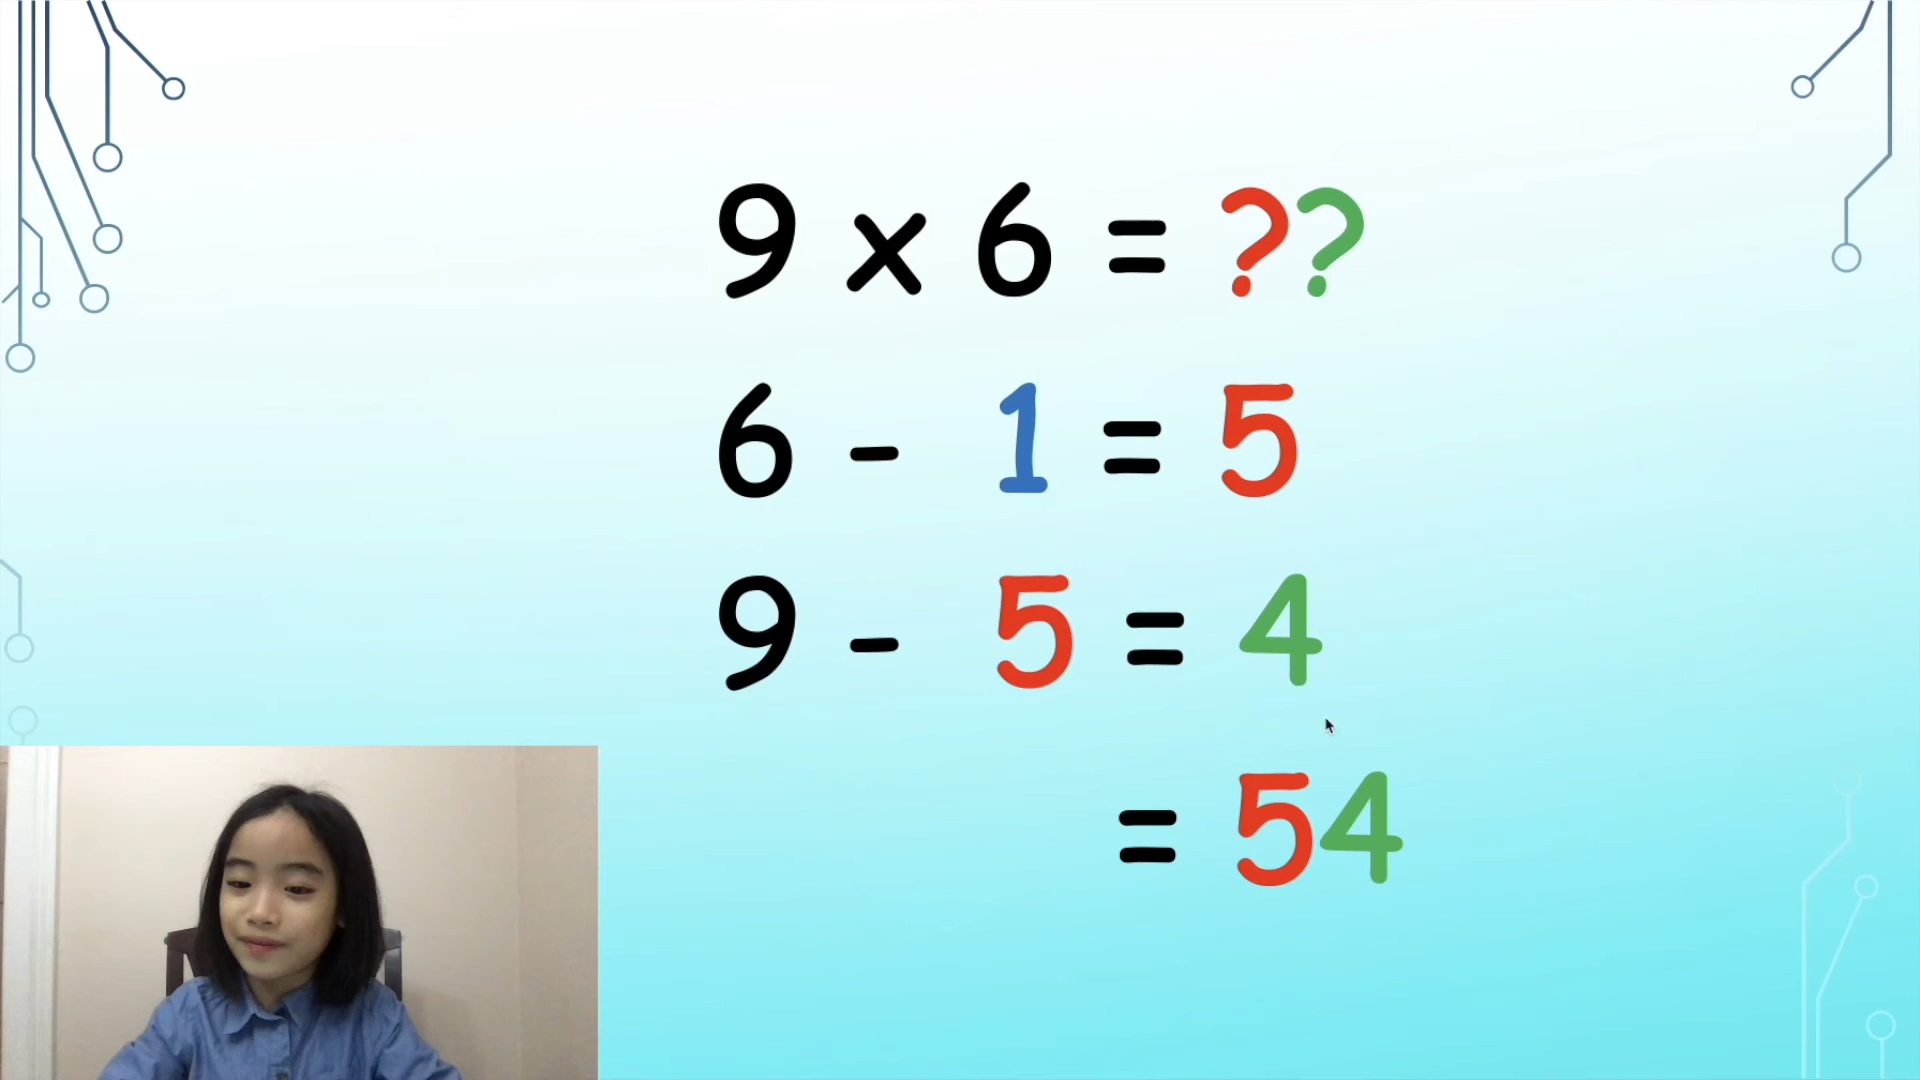 9 x 6 = ??
6 - 1 = 5
9 - 5 = 4
= 54